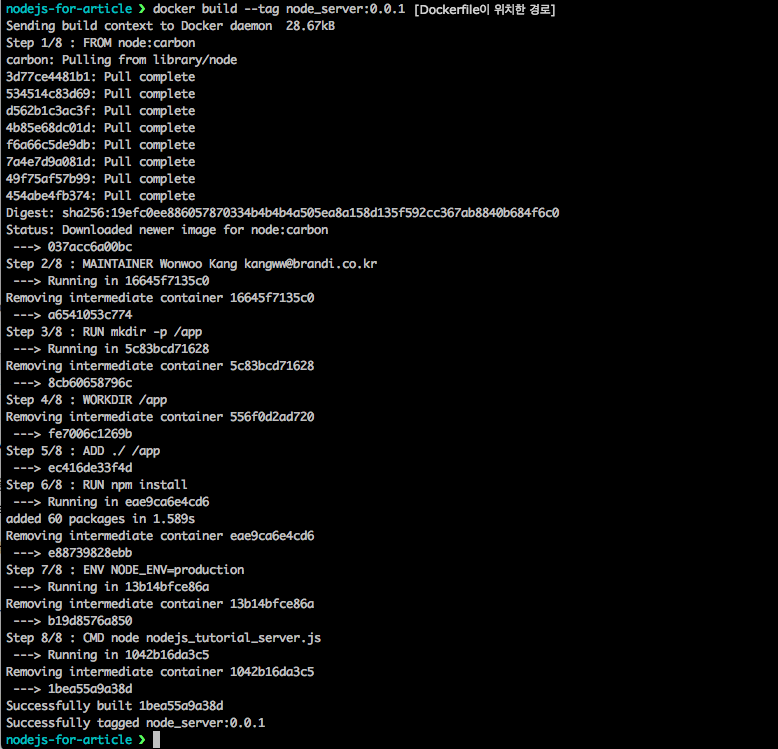 nodejs-for-article ❯ docker build --tag node_server:0.0.1 [Dockerfile이 위치한 경로]
Sending build context to Docker daemon  28.67kB
Step 1/8 : FROM node:carbon
carbon: Pulling from library/node
3d77ce4481b1: Pull complete
534514c83d69: Pull complete
d562b1c3ac3f: Pull complete
4b85e68dc01d: Pull complete
f6a66c5de9db: Pull complete
7a4e7d9a081d: Pull complete
49f75af57b99: Pull complete
454abe4fb374: Pull complete
Digest: sha256:19efc0ee886057870334b4b4b4a505ea8a158d135f592cc367ab8840b684f6c0
Status: Downloaded newer image for node:carbon
 ---> 037acc6a00bc
Step 2/8 : MAINTAINER Wonwoo Kang kangww@brandi.co.kr
 ---> Running in 16645f7135c0
Removing intermediate container 16645f7135c0
 ---> a6541053c774
Step 3/8 : RUN mkdir -p /app
 ---> Running in 5c83bcd71628
Removing intermediate container 5c83bcd71628
 ---> 8cb60658796c
Step 4/8 : WORKDIR /app
Removing intermediate container 556f0d2ad720
 ---> fe7006c1269b
Step 5/8 : ADD ./ /app
 ---> ec416de33f4d
Step 6/8 : RUN npm install
 ---> Running in eae9ca6e4cd6
added 60 packages in 1.589s
Removing intermediate container eae9ca6e4cd6
 ---> e88739828ebb
Step 7/8 : ENV NODE_ENV=production
 ---> Running in 13b14bfce86a
Removing intermediate container 13b14bfce86a
 ---> b19d8576a850
Step 8/8 : CMD node nodejs_tutorial_server.js
 ---> Running in 1042b16da3c5
Removing intermediate container 1042b16da3c5
 ---> 1bea55a9a38d
Successfully built 1bea55a9a38d
Successfully tagged node_server:0.0.1
nodejs-for-article ❯